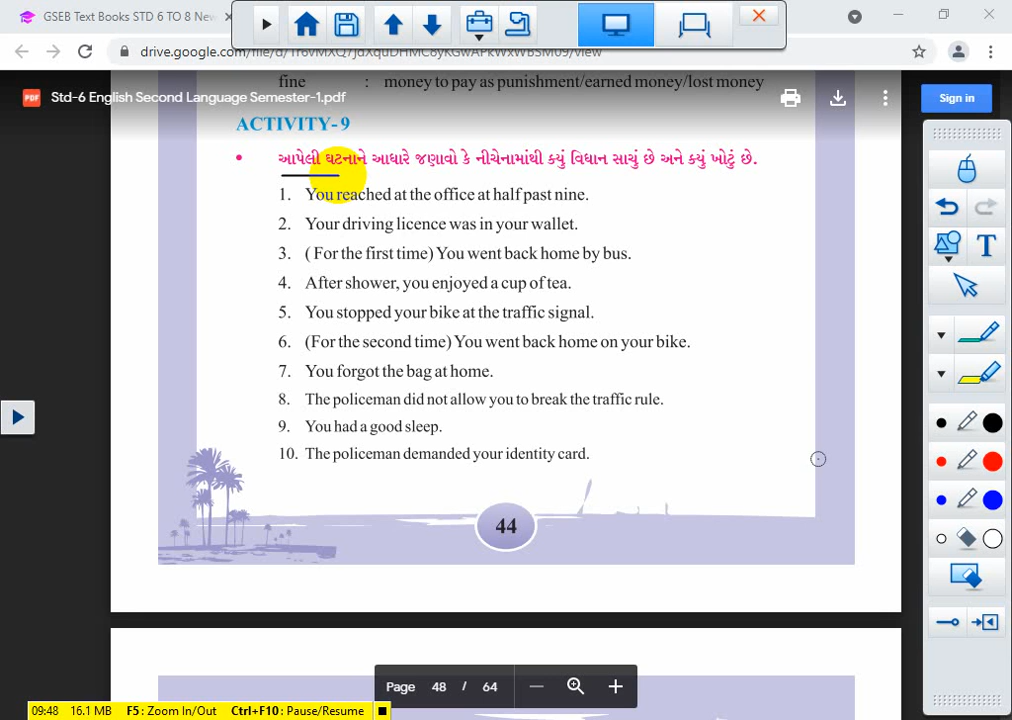 GSEB Text Books STD 6 TO 8 New
drive.google.com/file/d/
/view
fine : money to pay as punishment/earned money/lost money
Std-6 English Second Language Semester-1.pdf
Sign in
ACTIVITY-9
• આપેલી ઘટનાને આધારે જણાવો કે નીચેનામાંથી ક્યું વિધાન સાચું છે અને ક્યું ખોટું છે.
1. You reached at the office at half past nine.
2. Your driving licence was in your wallet.
3. ( For the first time) You went back home by bus.
4. After shower, you enjoyed a cup of tea.
5. You stopped your bike at the traffic signal.
6. (For the second time) You went back home on your bike.
7. You forgot the bag at home.
8. The policeman did not allow you to break the traffic rule.
9. You had a good sleep.
10. The policeman demanded your identity card.
44
T
Page 48 / 64
09:48 16.1 MB F5: Zoom In/Out Ctrl+F10: Pause/Resume